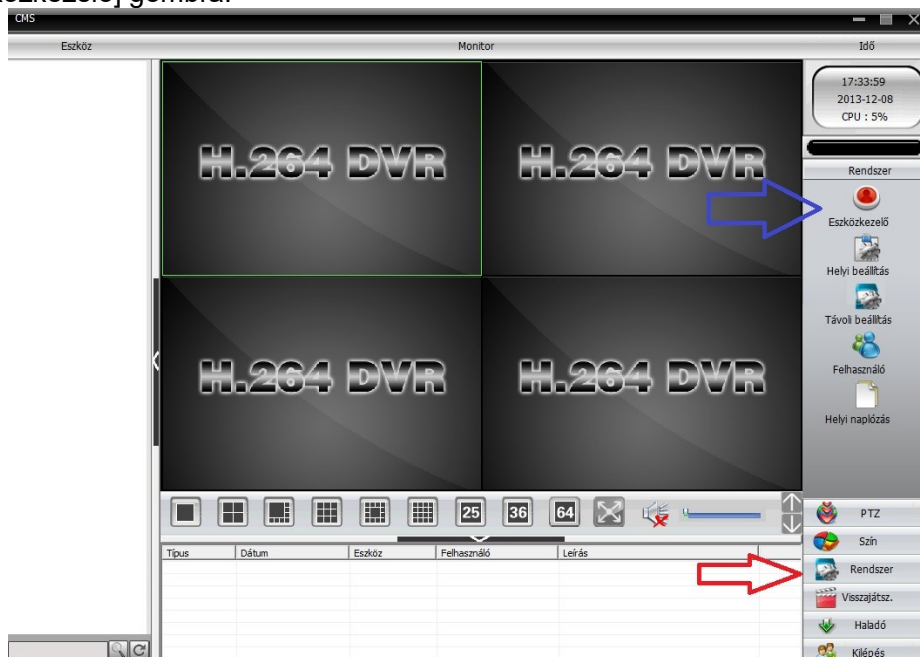 gombra.
CMS
Eszköz
Monitor
Idő
H.264 DVR
H.264 DVR
H.264 DVR
H.264 DVR
17:33:59
2013-12-08
CPU : 5%
Rendszer
Eszközkezelő
Helyi beállítás
Távoli beállítás
Felhasználó
Helyi naplózás
25
36
64
PTZ
Szín
Rendszer
Visszajátsz.
Haladó
Kilépés
Típus
Dátum
Eszköz
Felhasználó
Leírás